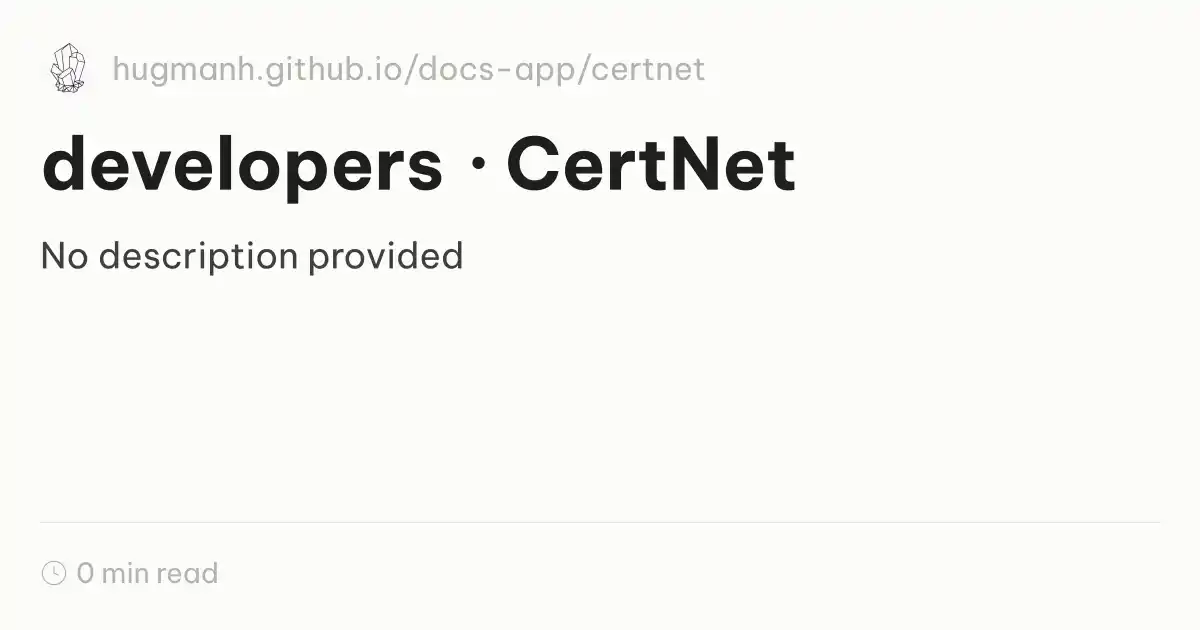 hugmanh.github.io/docs-app/certnet
developers · CertNet
No description provided
0 min read